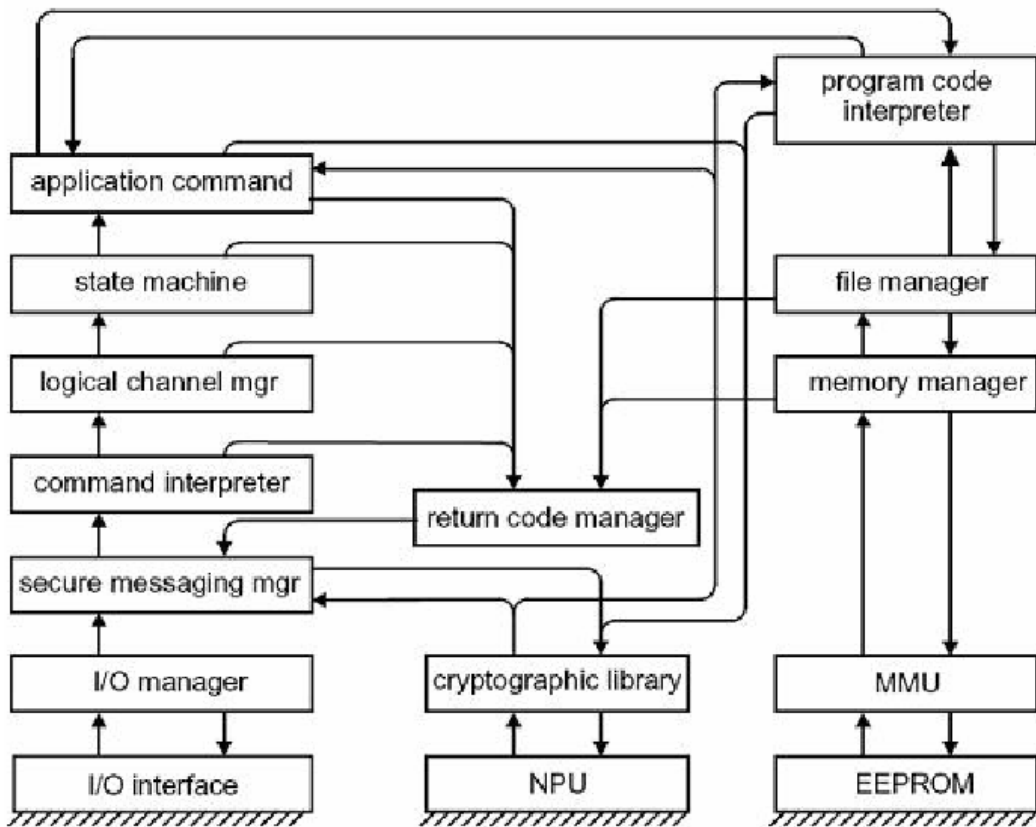 program code
interpreter
application command
state machine
file manager
logical channel mgr
memory manager
command interpreter
return code manager
secure messaging mgr
I/O manager
cryptographic library
MMU
I/O interface
NPU
EEPROM